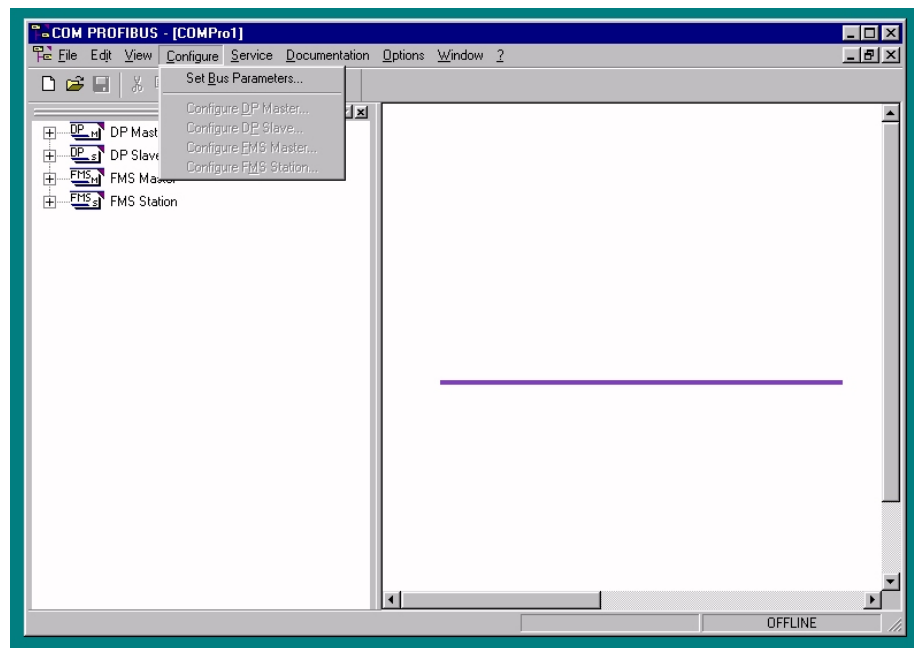 COM PROFIBUS - [COMPro1]
File Edit View Configure Service Documentation Options Window ?
Set Bus Parameters...
Configure DP Master...
Configure DP Slave...
Configure FMS Master...
Configure FMS Station...
DP M DP Mast
DP s DP Slave
FMS M FMS Master
FMS s FMS Station
OFFLINE